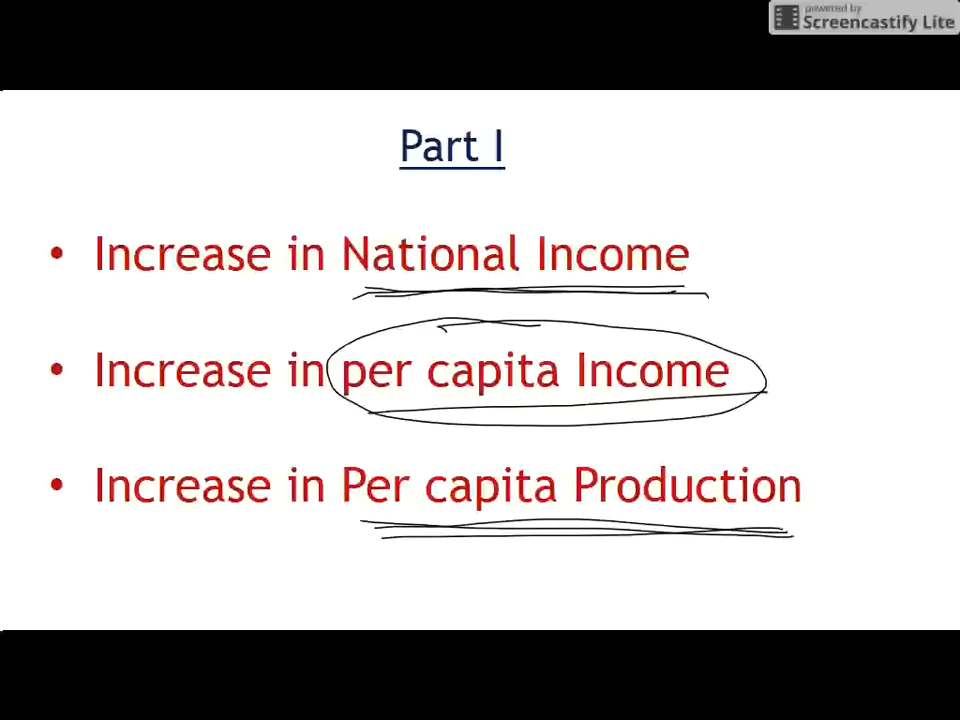 powered by
Screencastify Lite
Part I
• Increase in National Income
• Increase in per capita Income
• Increase in Per capita Production